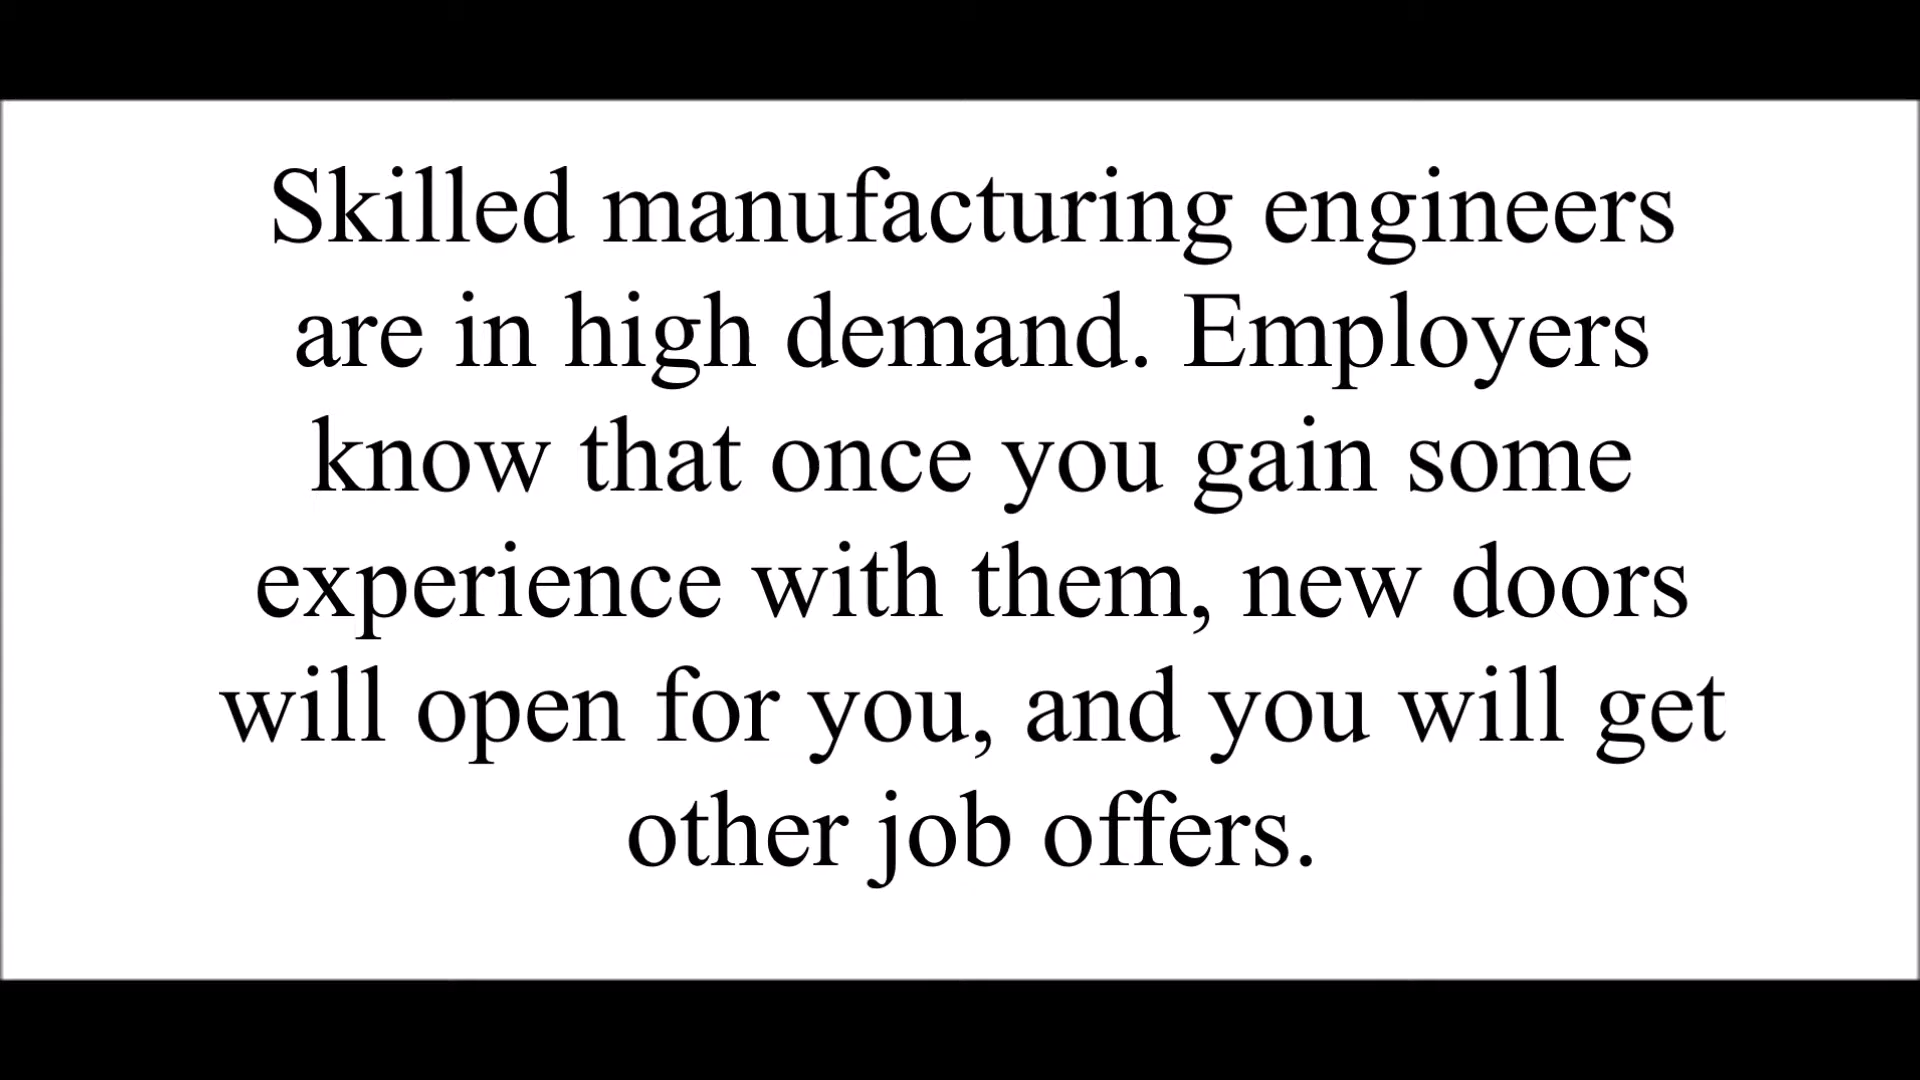 Skilled manufacturing engineers
are in high demand. Employers
know that once you gain some
experience with them, new doors
will open for you, and you will get
other job offers.